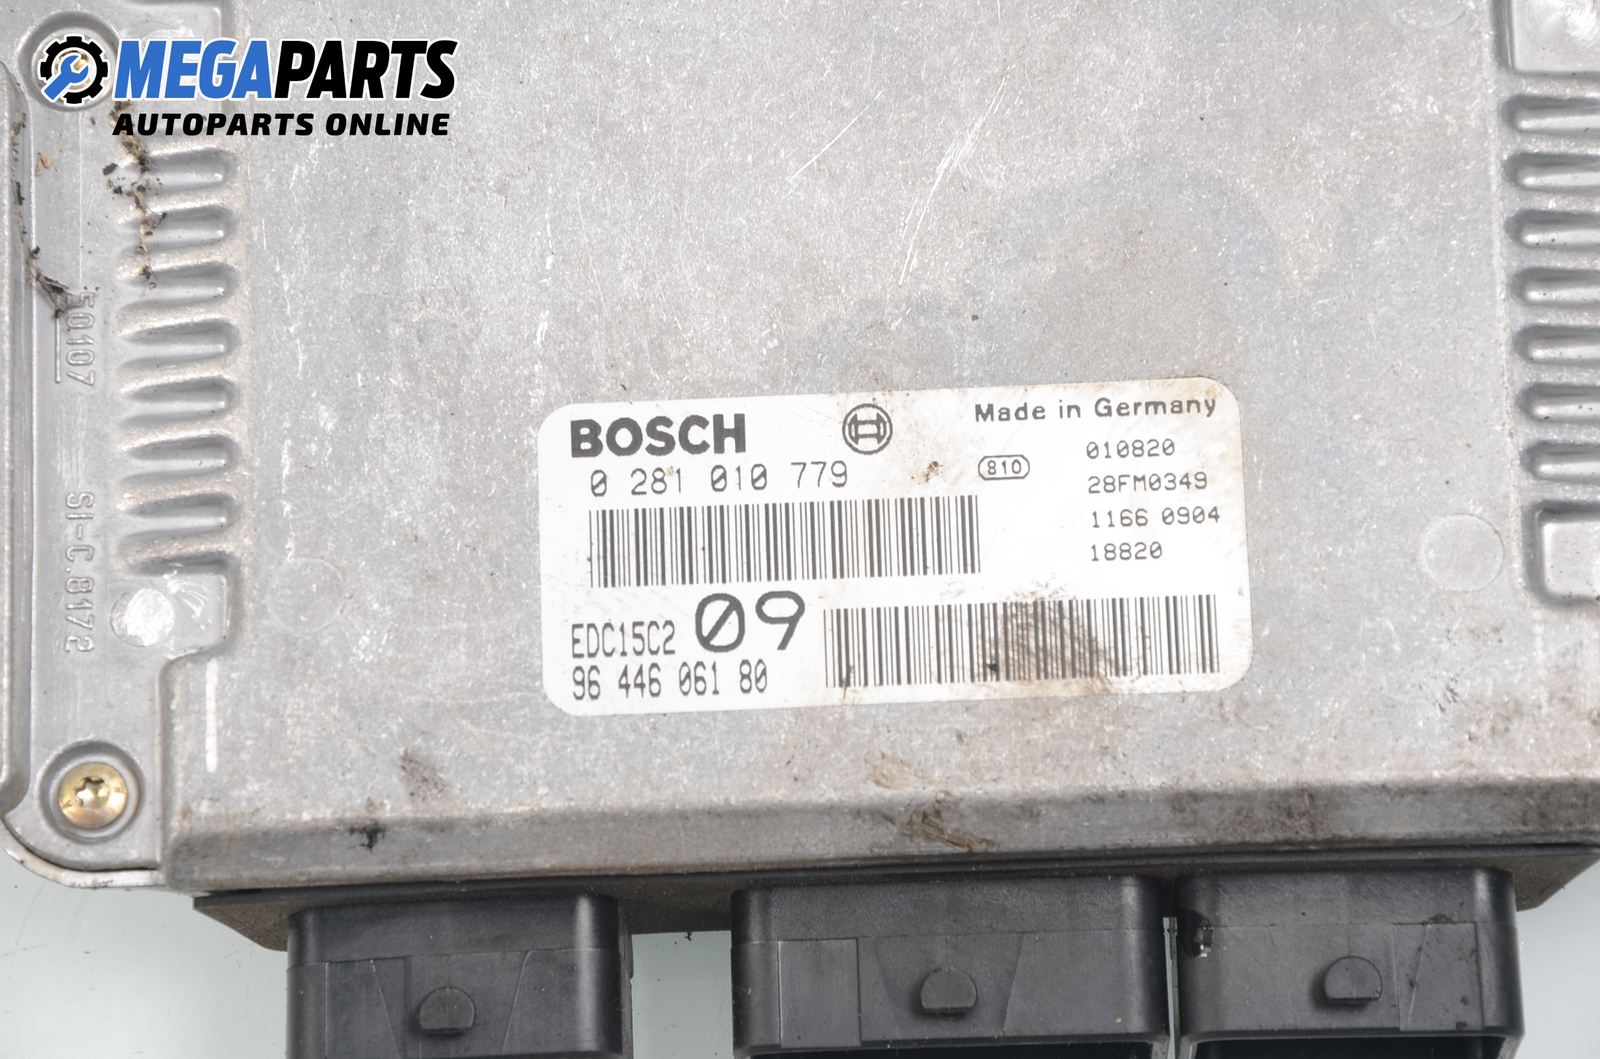 MEGAPARTS
AUTOPARTS ONLINE
50107 SI-C.8172
BOSCH
Made in Germany
0 281 010 779
810
010820
28FM0349
1166 0904
18820
EDC15C2 09
96 446 061 80